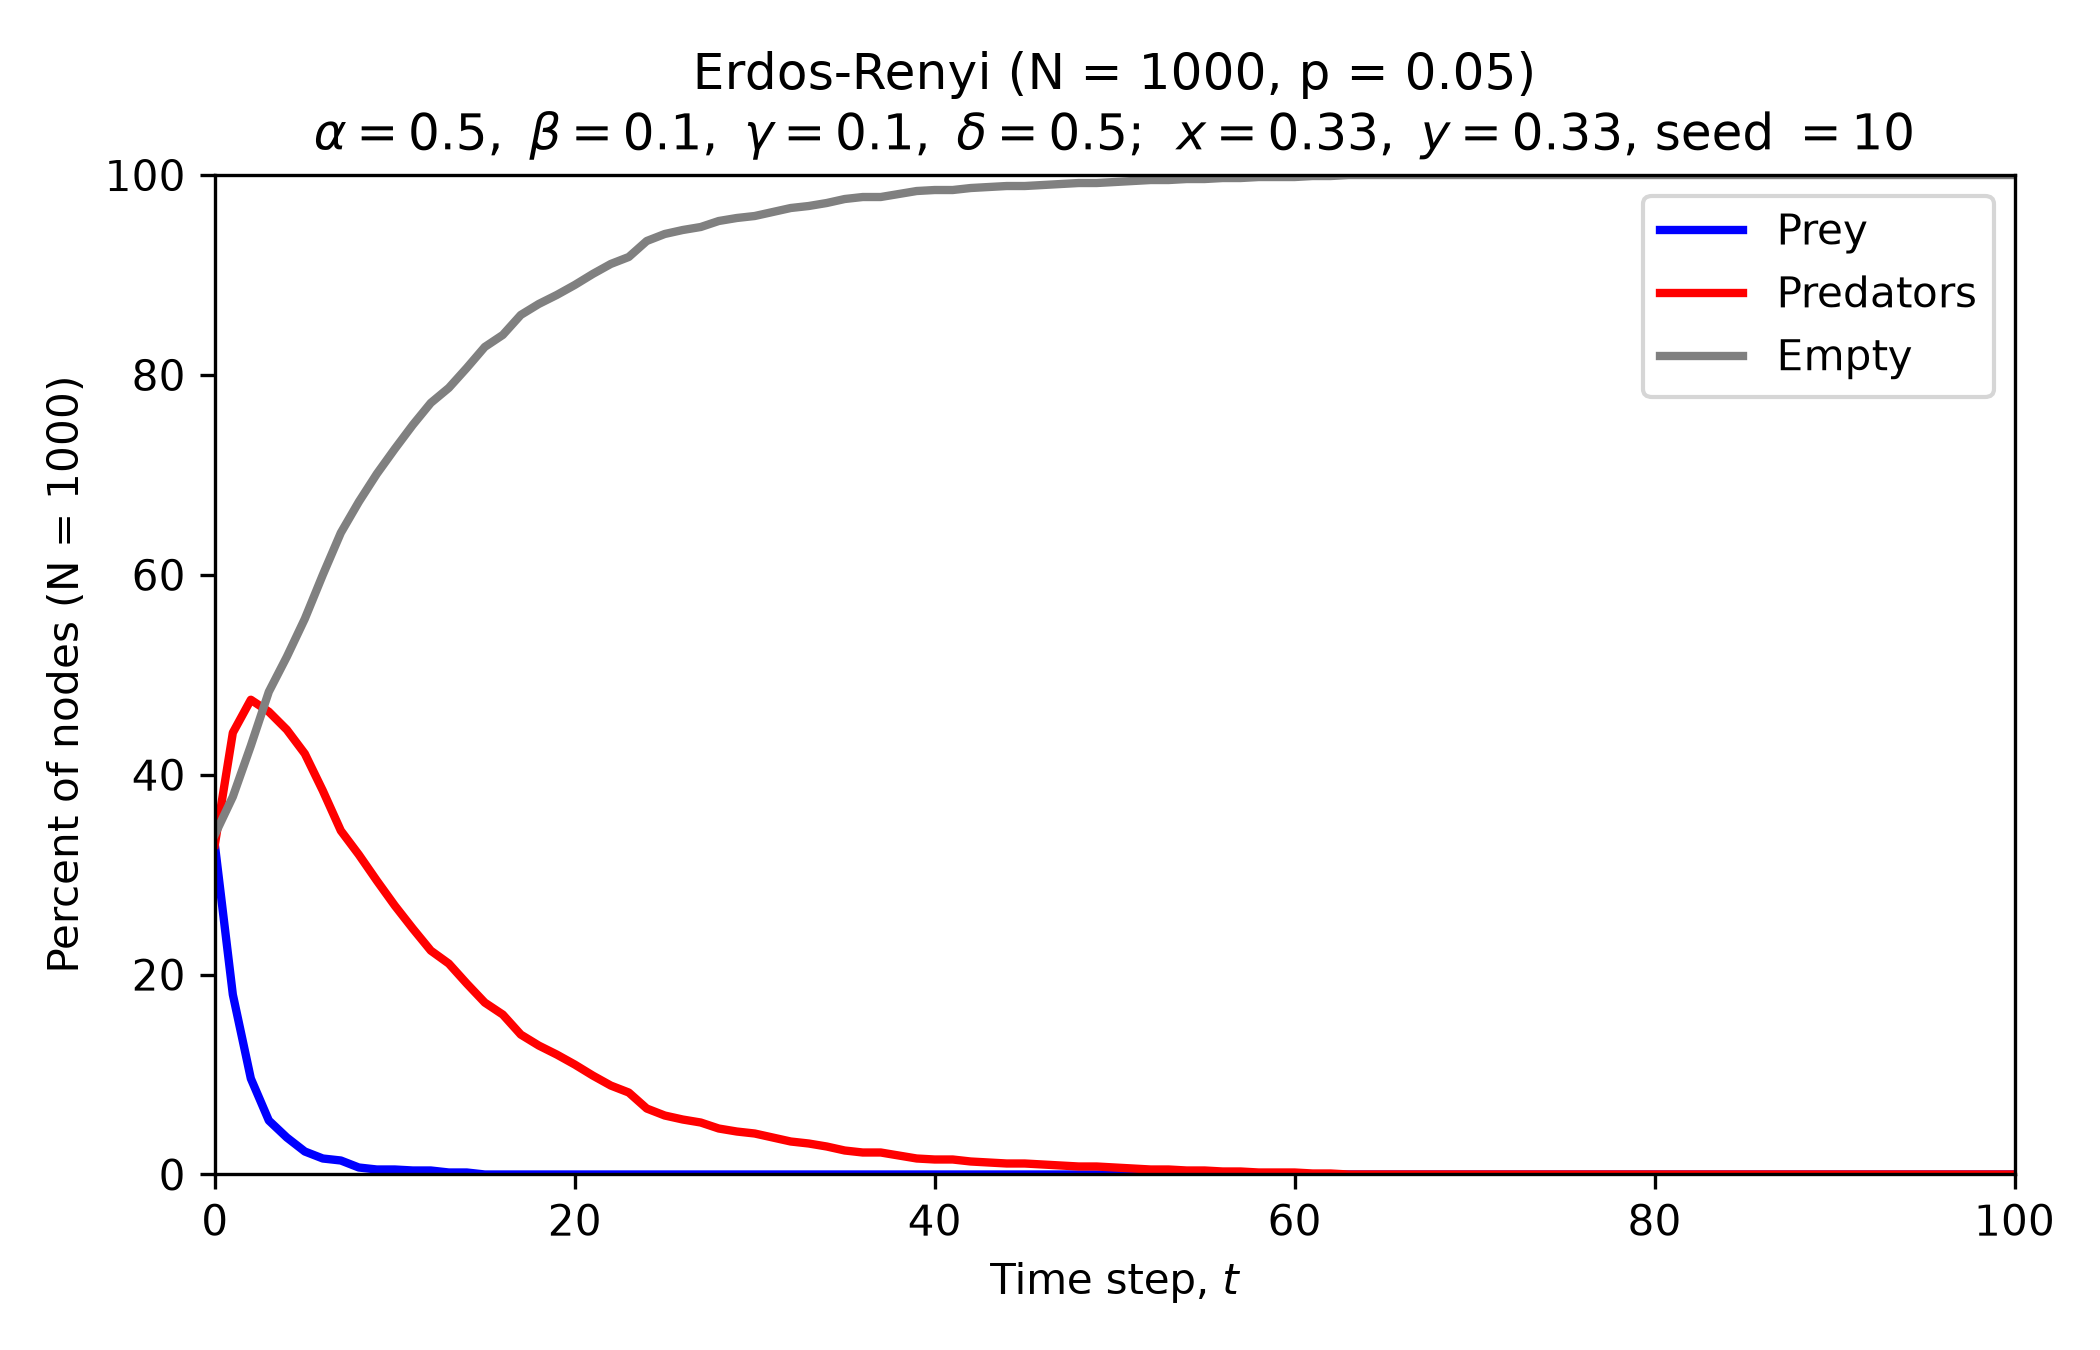 Erdos-Renyi (N = 1000, p = 0.05)
α = 0.5, β = 0.1, γ = 0.1, δ = 0.5; x = 0.33, y = 0.33, seed = 10
100
80
60
40
20
0
Percent of nodes (N = 1000)
Prey
Predators
Empty
0 20 40 60 80 100
Time step, t